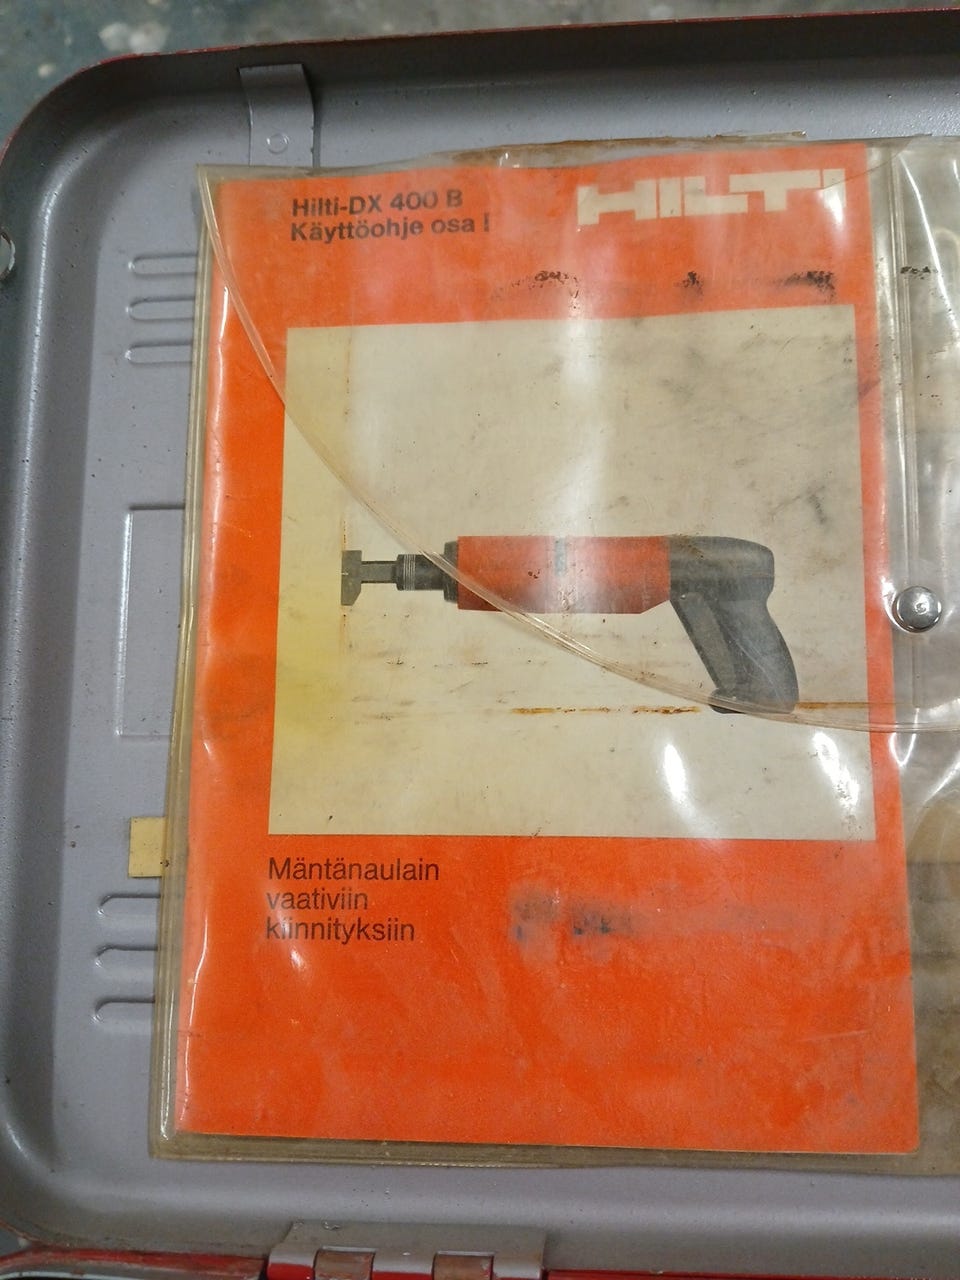 Hilti-DX 400 B
Käyttöohje osa I
HILTI
Mäntänaulain
vaativiin
kiinnityksiin